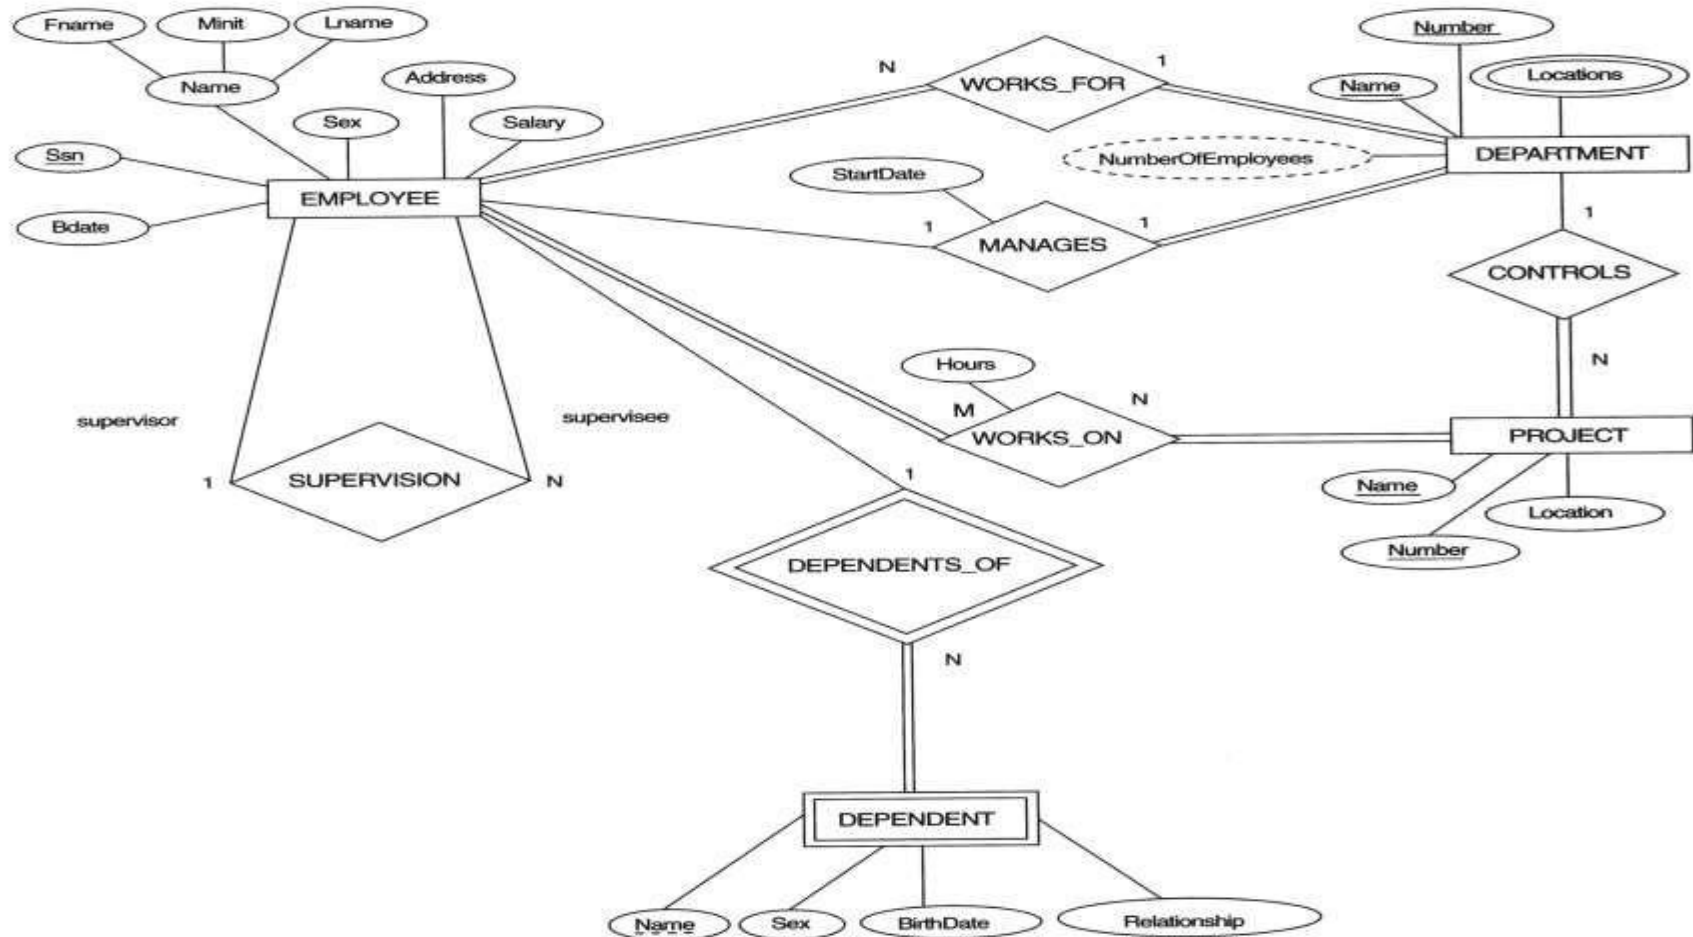 Fname
Minit
Lname
Number
Name
Address
N
1
WORKS_FOR
Locations
Name
Sex
Salary
Ssn
NumberOfEmployees
DEPARTMENT
StartDate
EMPLOYEE
Bdate
1
1
MANAGES
1
CONTROLS
Hours
N
M
N
supervisor
supervisee
WORKS_ON
PROJECT
1
SUPERVISION
N
1
Name
Location
Number
DEPENDENTS_OF
N
DEPENDENT
Name
Sex
BirthDate
Relationship